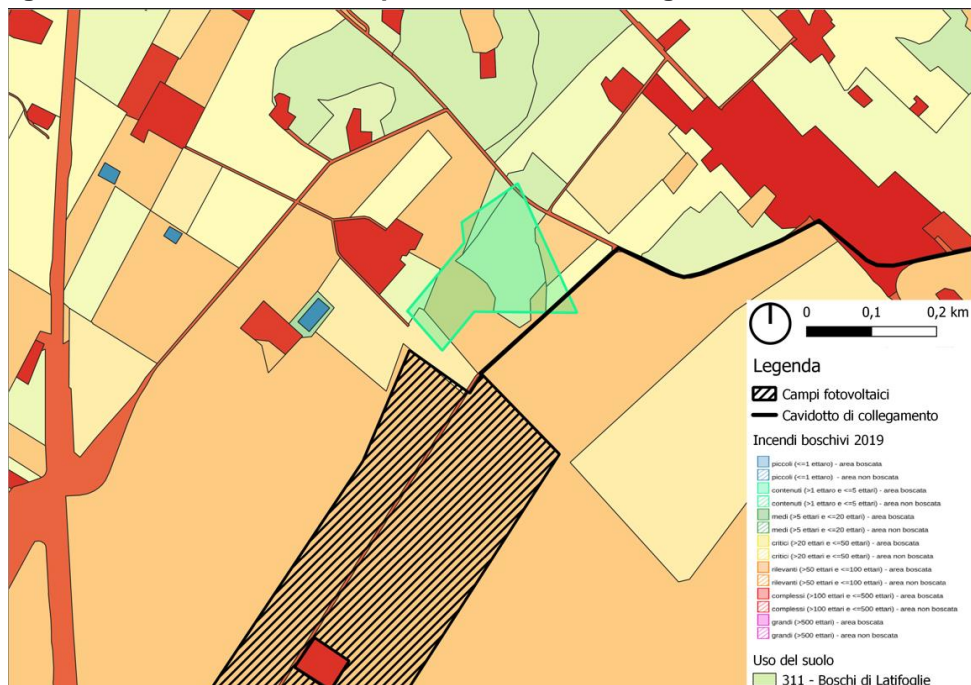 0 0,1 0,2 km
Legenda
Campi fotovoltaici
Cavidotto di collegamento
Incendi boschivi 2019
piccoli (<=1 ettaro) - area boscata
piccoli (<=1 ettaro) - area non boscata
contenuti (>1 ettaro e <=5 ettari) - area boscata
contenuti (>1 ettaro e <=5 ettari) - area non boscata
medi (>5 ettari e <=20 ettari) - area boscata
medi (>5 ettari e <=20 ettari) - area non boscata
critici (>20 ettari e <=50 ettari) - area boscata
critici (>20 ettari e <=50 ettari) - area non boscata
rilevanti (>50 ettari e <=100 ettari) - area boscata
rilevanti (>50 ettari e <=100 ettari) - area non boscata
complessi (>100 ettari e <=500 ettari) - area boscata
complessi (>100 ettari e <=500 ettari) - area non boscata
grandi (>500 ettari) - area boscata
grandi (>500 ettari) - area non boscata
Uso del suolo
311 - Boschi di Latifoglie